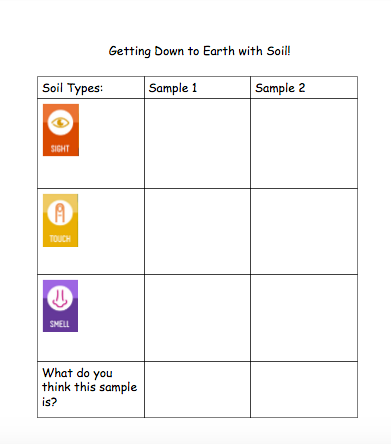 Getting Down to Earth with Soil!
Soil Types: Sample 1 Sample 2
SIGHT
TOUCH
SMELL
What do you
think this sample
is?